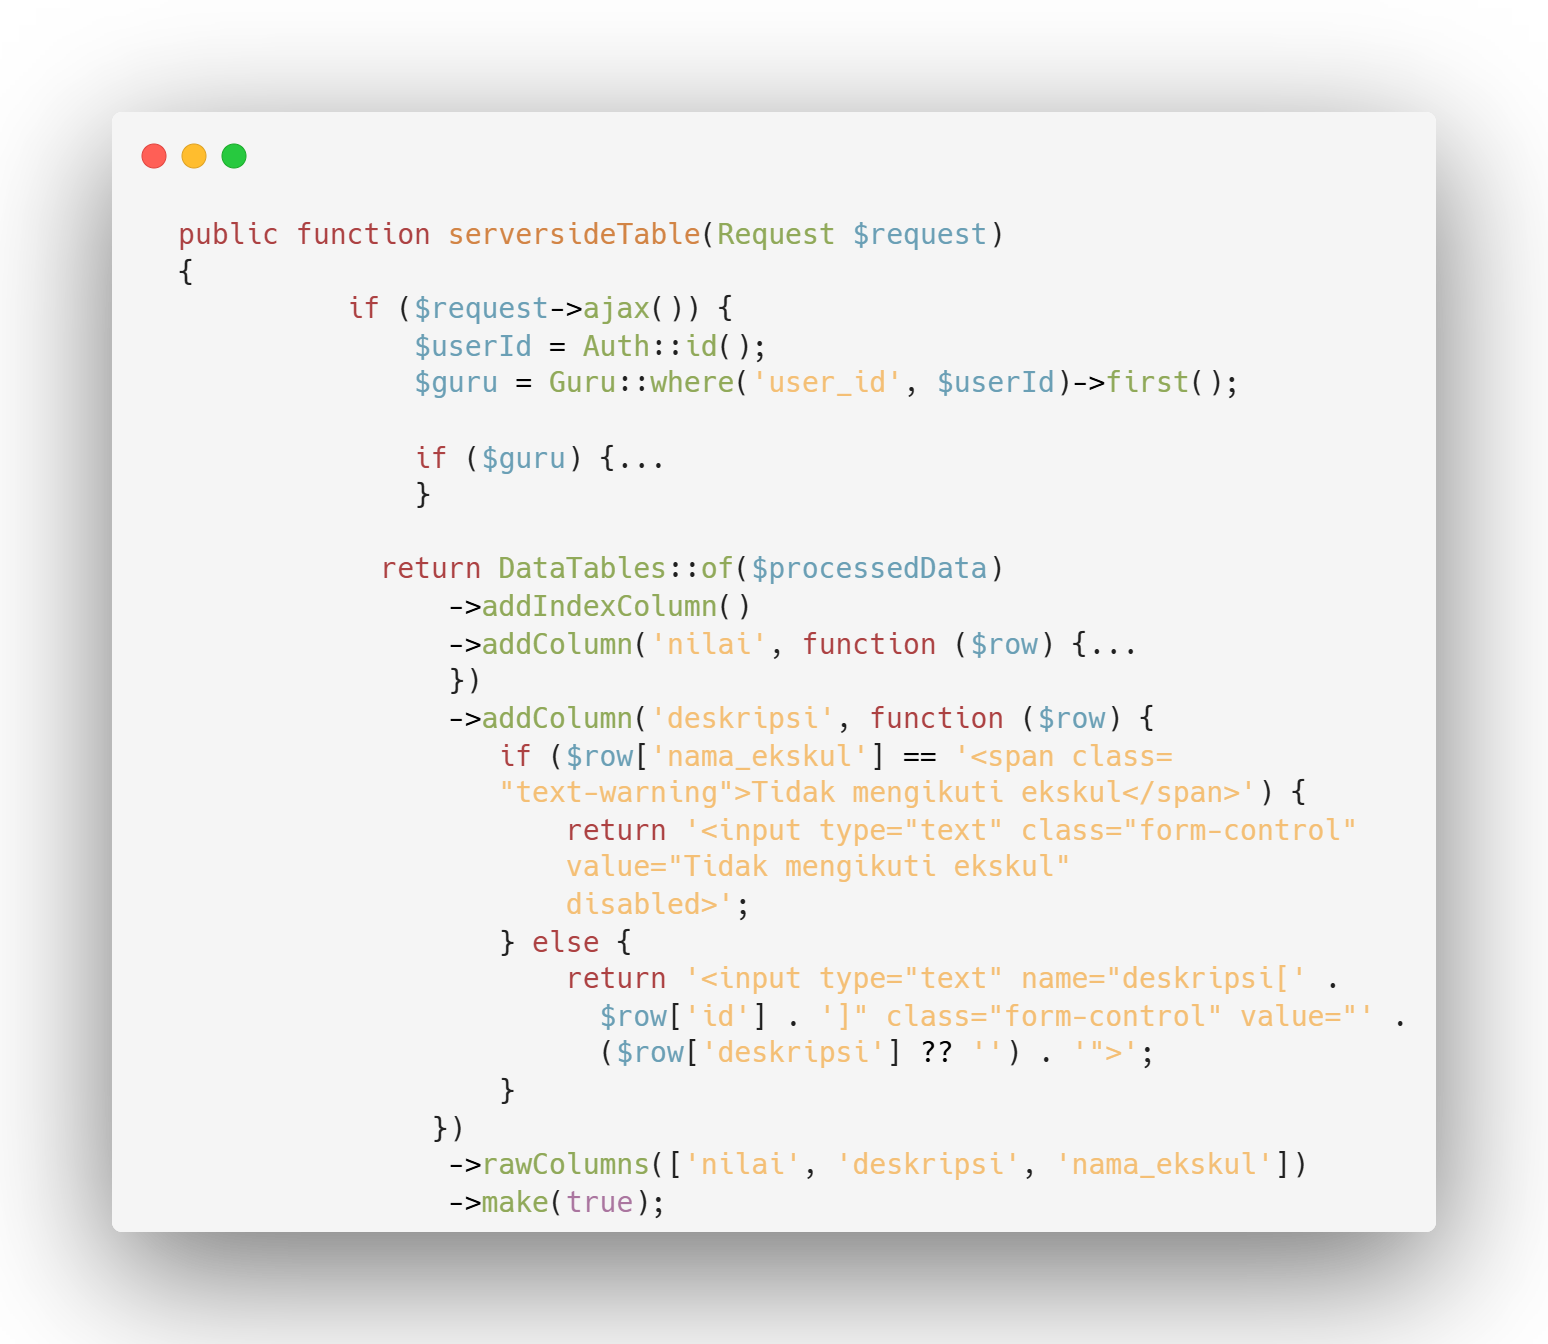 public function serversideTable(Request $request)
{
if ($request->ajax()) {
$userId = Auth::id();
$guru = Guru::where('user_id', $userId)->first();
if ($guru) {...
}
return DataTables::of($processedData)
->addIndexColumn()
->addColumn('nilai', function ($row) {...
})
->addColumn('deskripsi', function ($row) {
if ($row['nama_ekskul'] == '<span class=
"text-warning">Tidak mengikuti ekskul</span>') {
return '<input type="text" class="form-control"
value="Tidak mengikuti ekskul"
disabled>';
} else {
return '<input type="text" name="deskripsi[' .
$row['id'] . ']" class="form-control" value="' .
($row['deskripsi'] ?? '') . '">';
}
})
->rawColumns(['nilai', 'deskripsi', 'nama_ekskul'])
->make(true);